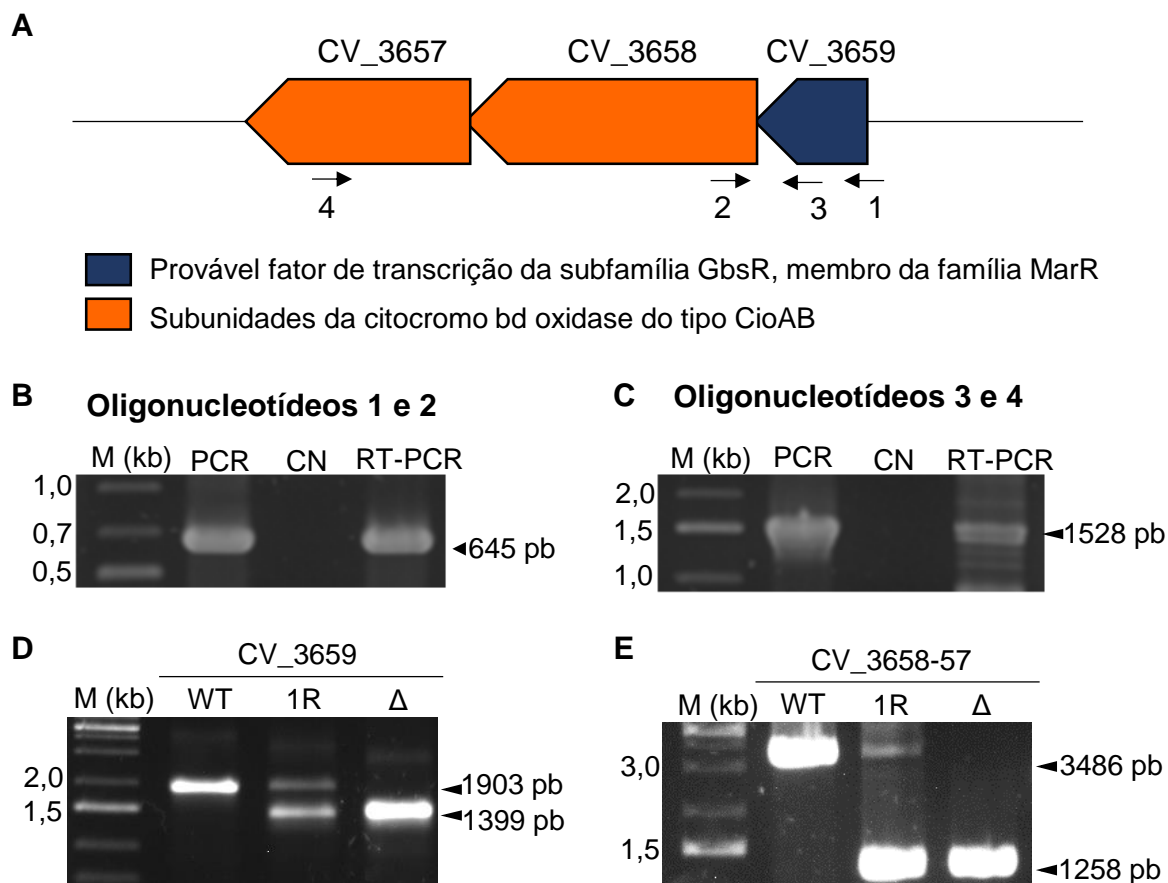 A
CV_3657 CV_3658 CV_3659
4 2 3 1
Provável fator de transcrição da subfamília GbsR, membro da família MarR
Subunidades da citocromo bd oxidase do tipo CioAB
B Oligonucleotídeos 1 e 2
M (kb) PCR CN RT-PCR
1,0
0,7
0,5
645 pb
C Oligonucleotídeos 3 e 4
M (kb) PCR CN RT-PCR
2,0
1,5
1,0
1528 pb
D
CV_3659
M (kb) WT 1R Δ
2,0
1,5
1903 pb
1399 pb
E
CV_3658-57
M (kb) WT 1R Δ
3,0
1,5
3486 pb
1258 pb